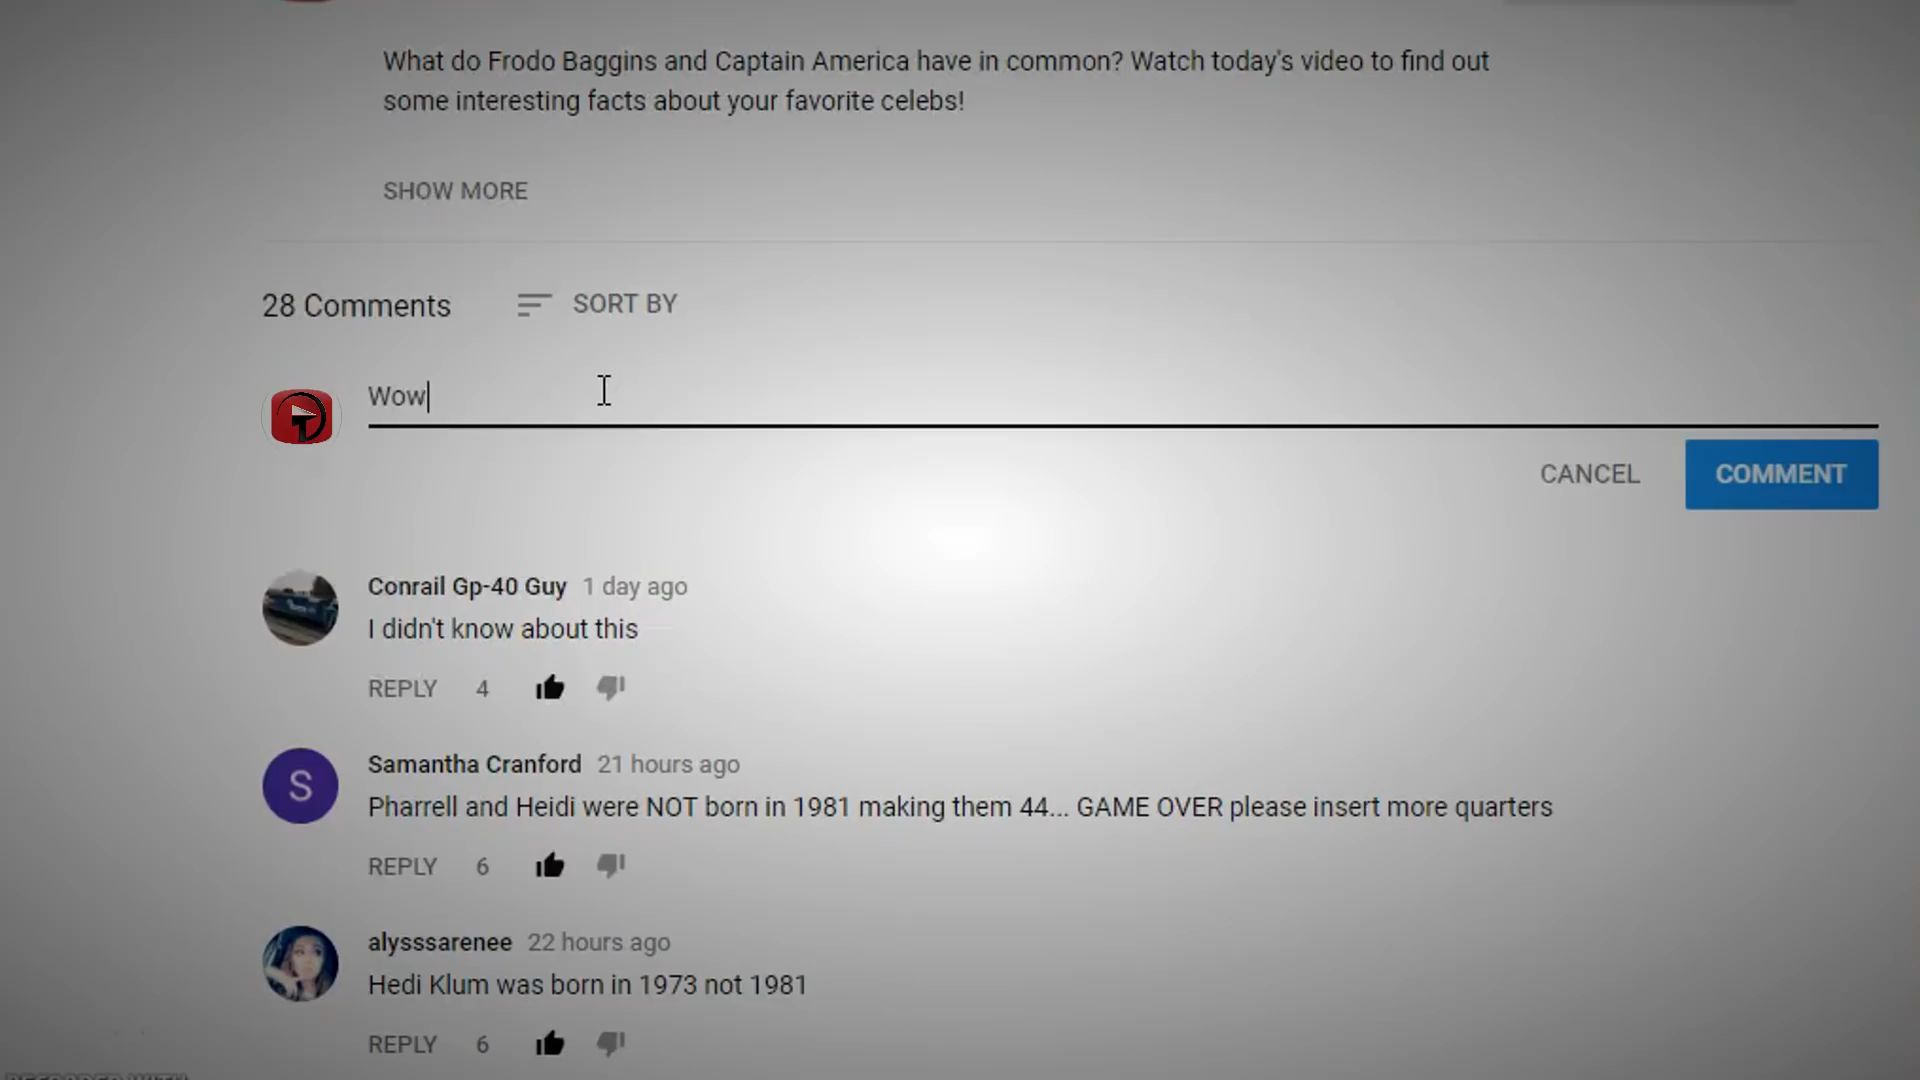 What do Frodo Baggins and Captain America have in common? Watch today's video to find out
some interesting facts about your favorite celebs!
SHOW MORE
28 Comments SORT BY
Wow
CANCEL COMMENT
Conrail Gp-40 Guy 1 day ago
I didn't know about this
REPLY 4
S
Samantha Cranford 21 hours ago
Pharrell and Heidi were NOT born in 1981 making them 44... GAME OVER please insert more quarters
REPLY 6
alysssarenee 22 hours ago
Hedi Klum was born in 1973 not 1981
REPLY 6
RECORDED WITH